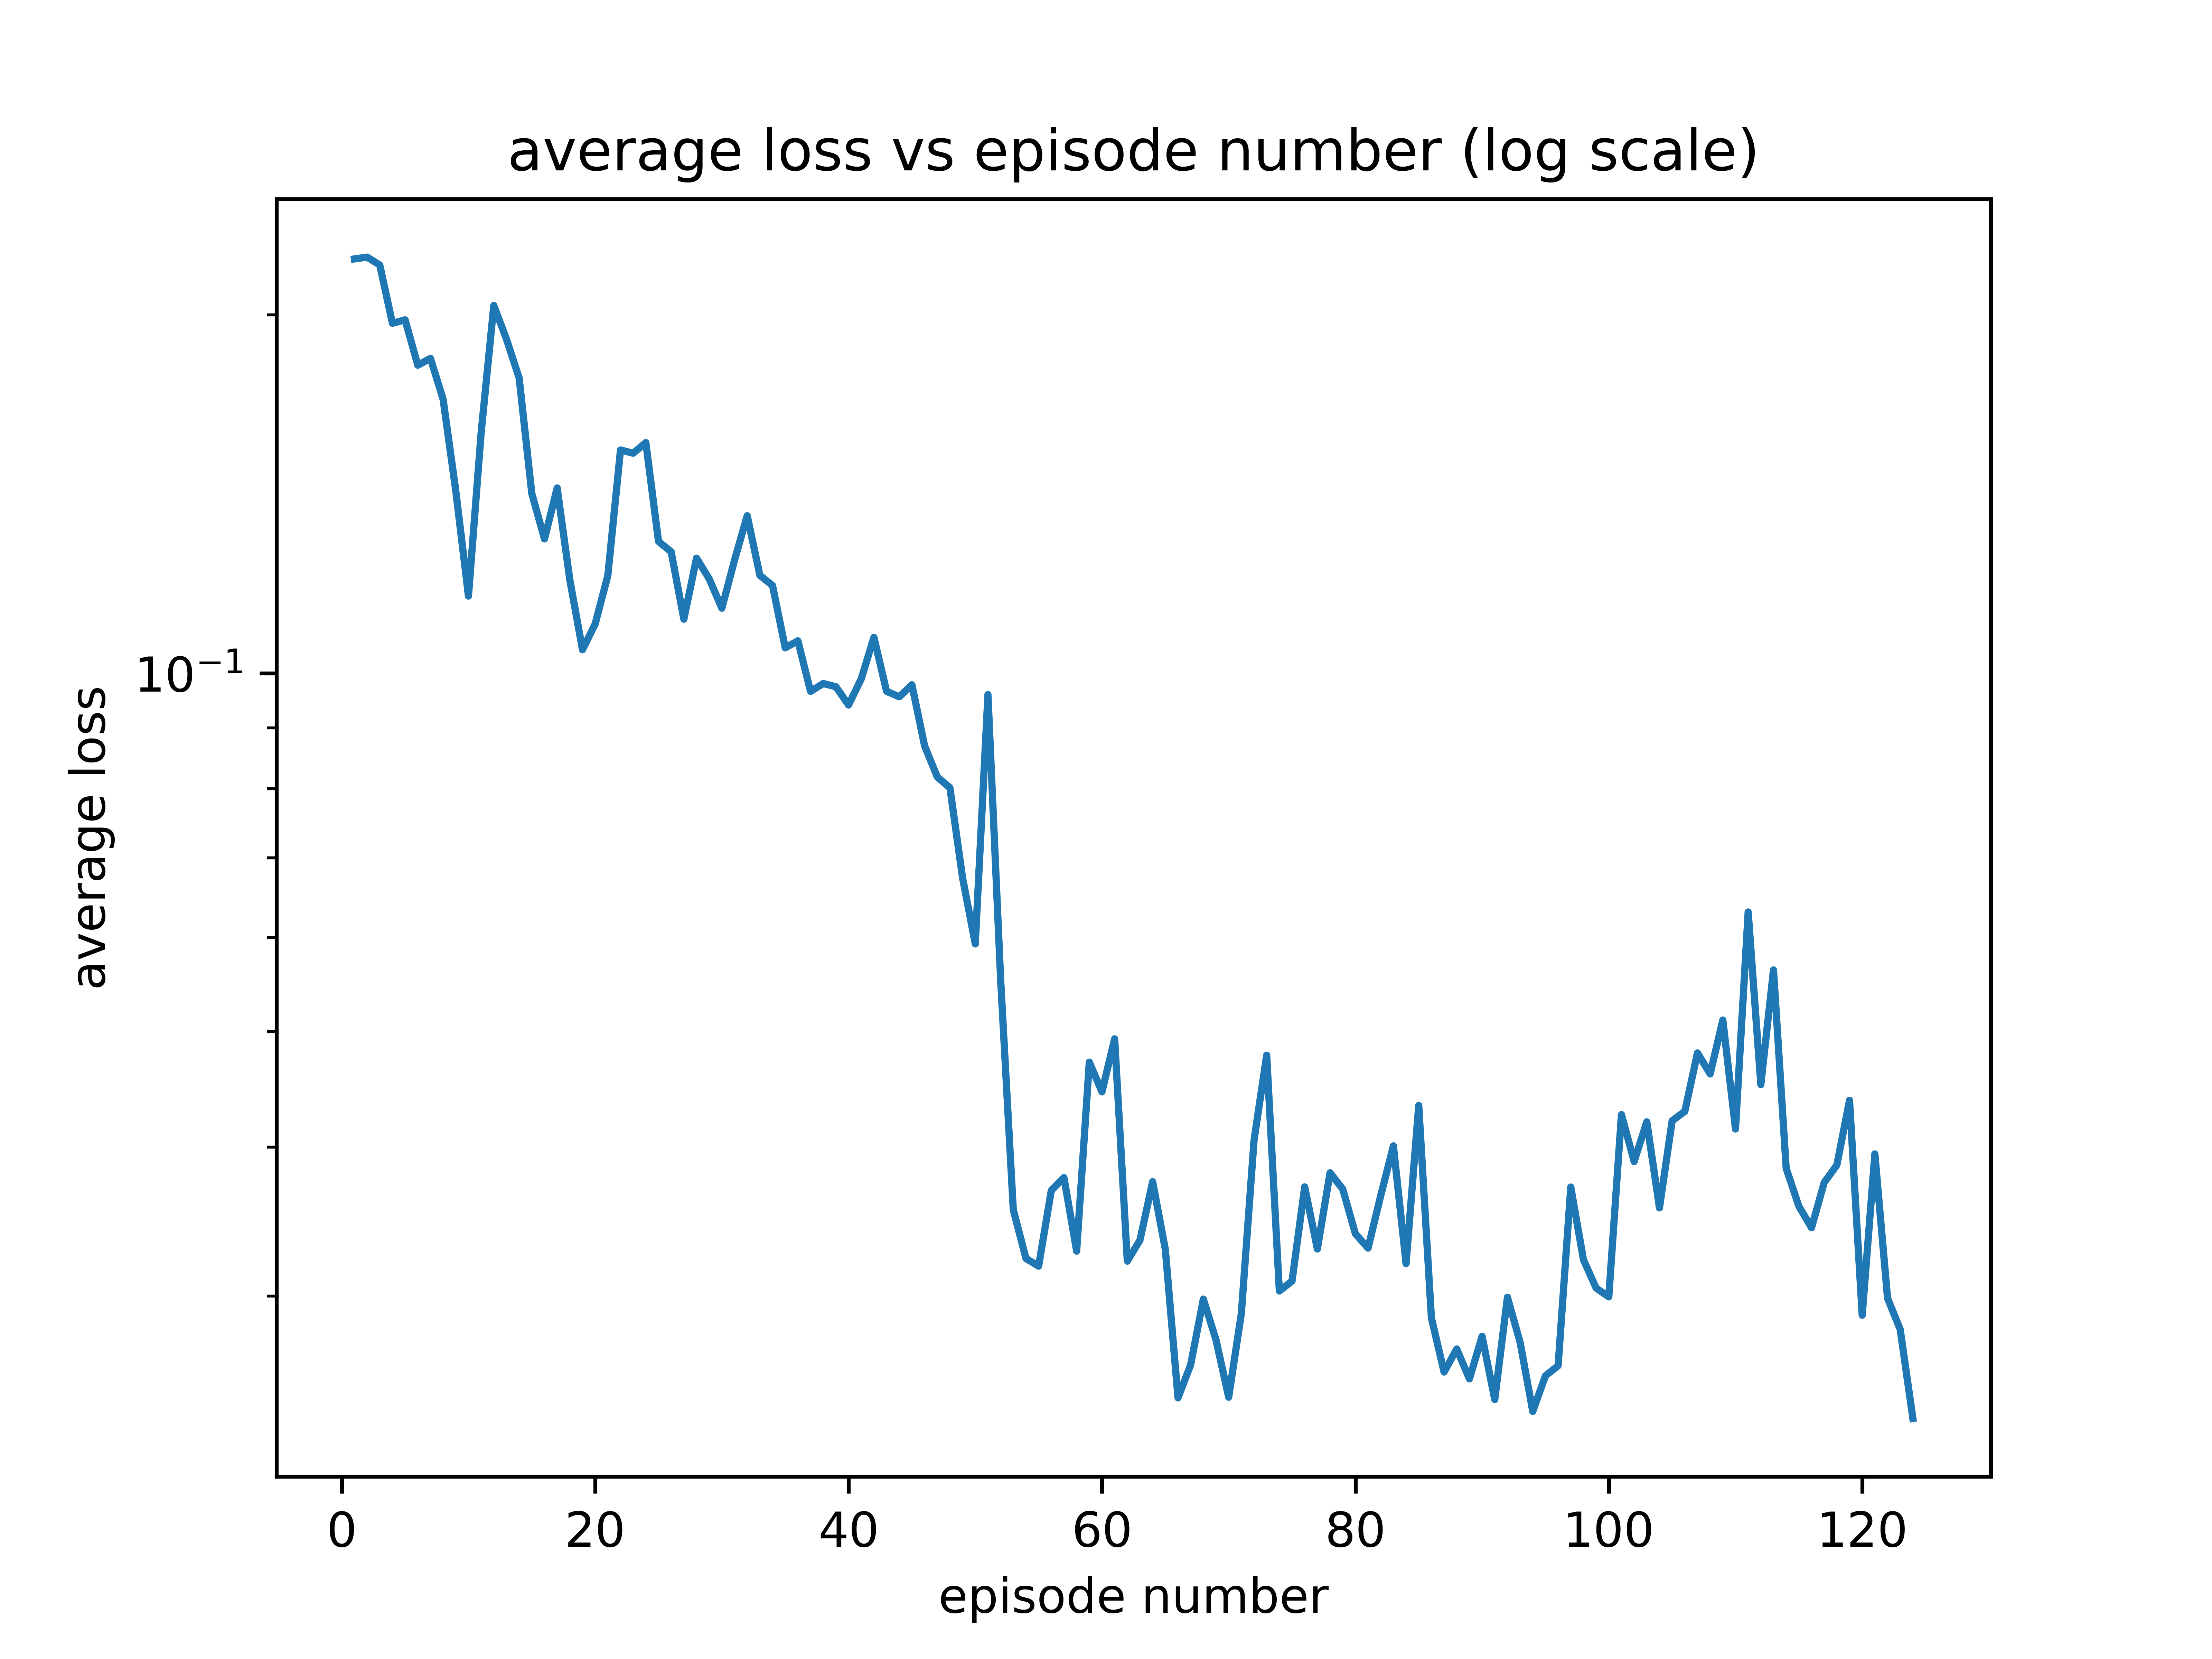 average loss vs episode number (log scale)
average loss
10⁻¹
0 20 40 60 80 100 120
episode number